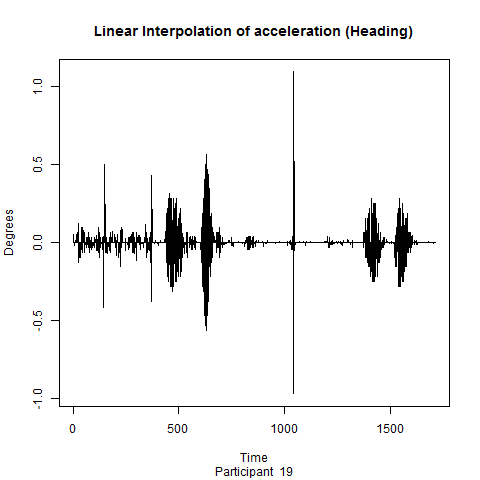 Linear Interpolation of acceleration (Heading)
Degrees
1.0
0.5
0.0
-0.5
-1.0
0 500 1000 1500
Time
Participant 19